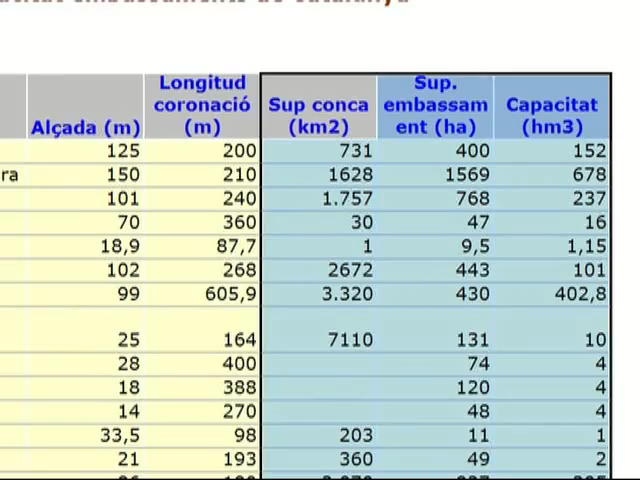 Alçada (m) Longitud coronació (m) Sup conca (km2) Sup. embassam ent (ha) Capacitat (hm3)
125 200 731 400 152
ra 150 210 1628 1569 678
101 240 1.757 768 237
70 360 30 47 16
18,9 87,7 1 9,5 1,15
102 268 2672 443 101
99 605,9 3.320 430 402,8
25 164 7110 131 10
28 400 74 4
18 388 120 4
14 270 48 4
33,5 98 203 11 1
21 193 360 49 2